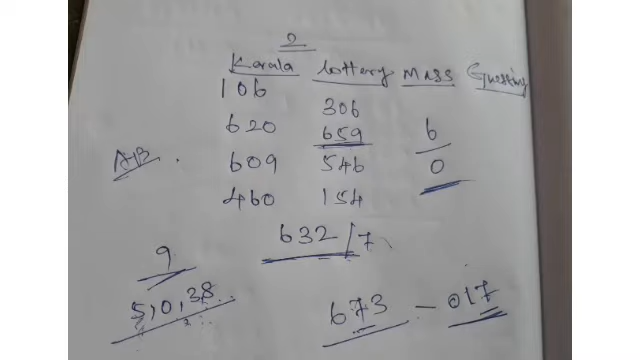 2
Kerala Lottery Mass Guessing
106
306
620 659 6
AB. 609 546 0
460 154
632/7
9
5,0,38
673 - 017